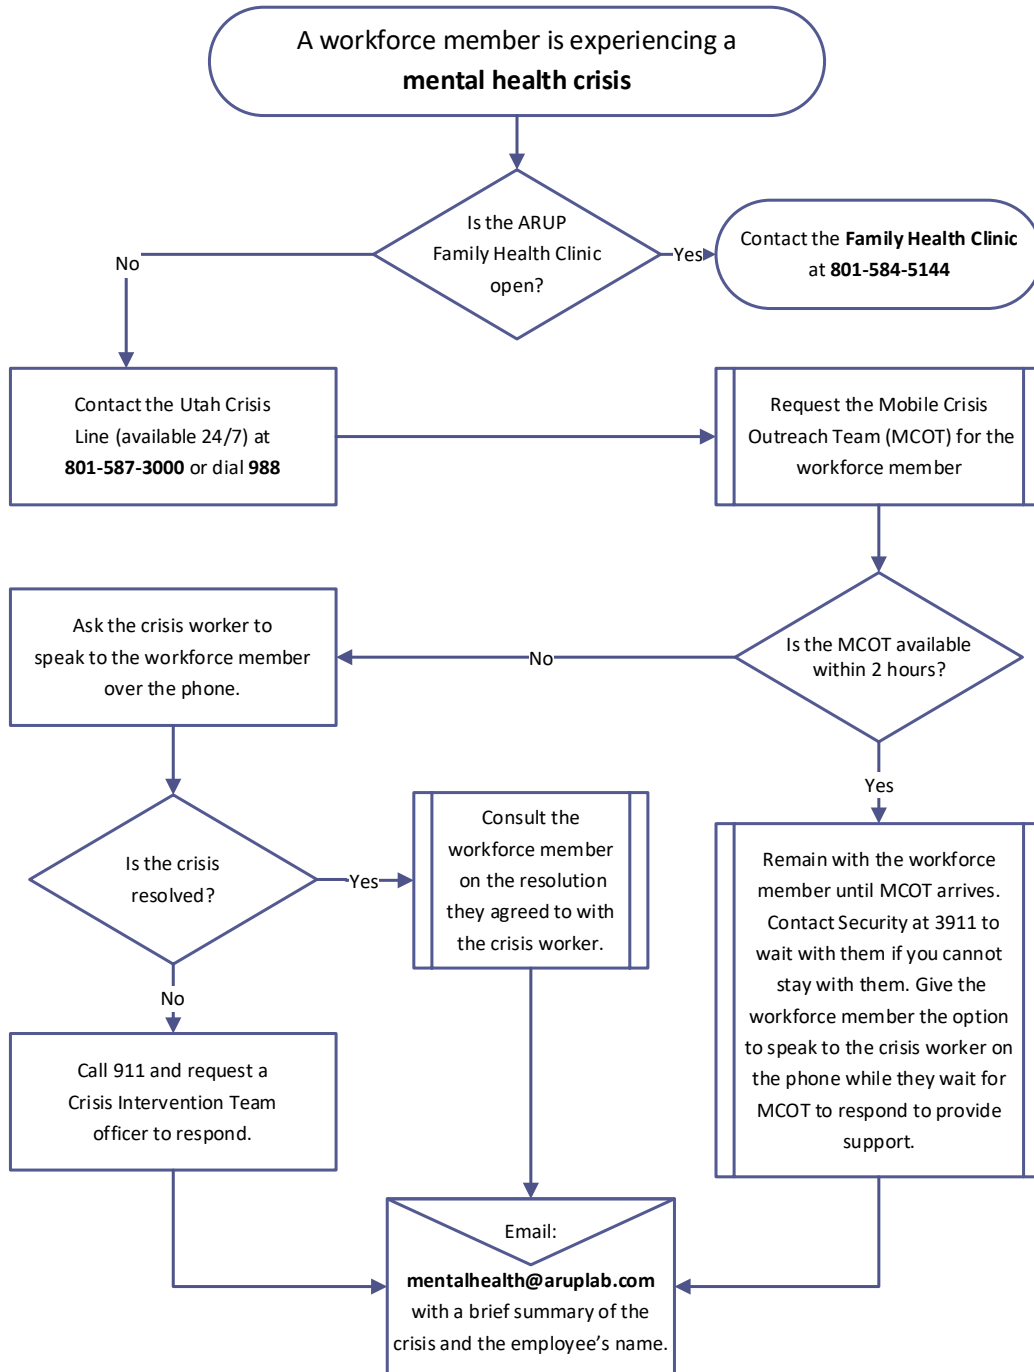 A workforce member is experiencing a
mental health crisis
Is the ARUP
Family Health Clinic
open?
Yes
Contact the Family Health Clinic
at 801-584-5144
No
Contact the Utah Crisis
Line (available 24/7) at
801-587-3000 or dial 988
Request the Mobile Crisis
Outreach Team (MCOT) for the
workforce member
Is the MCOT available
within 2 hours?
No
Ask the crisis worker to
speak to the workforce member
over the phone.
Yes
Remain with the workforce
member until MCOT arrives.
Contact Security at 3911 to
wait with them if you cannot
stay with them. Give the
workforce member the option
to speak to the crisis worker on
the phone while they wait for
MCOT to respond to provide
support.
Is the crisis
resolved?
Yes
Consult the
workforce member
on the resolution
they agreed to with
the crisis worker.
No
Call 911 and request a
Crisis Intervention Team
officer to respond.
Email:
mentalhealth@aruplab.com
with a brief summary of the
crisis and the employee’s name.